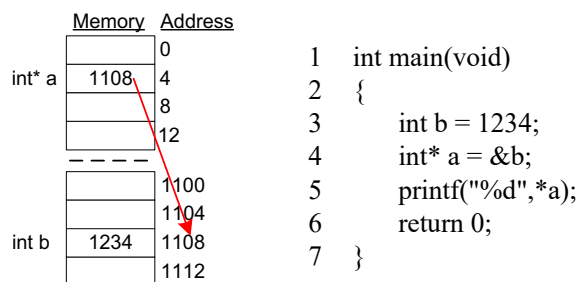 Memory Address
0
int* a 1108 4
8
12
1100
1104
int b 1234 1108
1112
1 int main(void)
2 {
3 int b = 1234;
4 int* a = &b;
5 printf("%d",*a);
6 return 0;
7 }